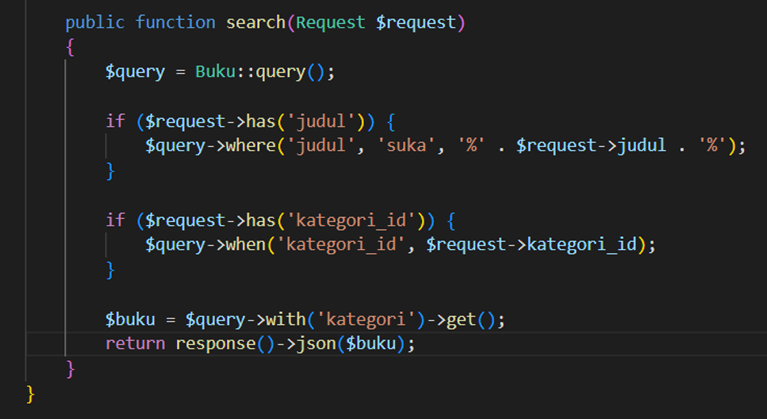 public function search(Request $request)
{
$query = Buku::query();
if ($request->has('judul')) {
$query->where('judul', 'suka', '%' . $request->judul . '%');
}
if ($request->has('kategori_id')) {
$query->when('kategori_id', $request->kategori_id);
}
$buku = $query->with('kategori')->get();
return response()->json($buku);
}
}